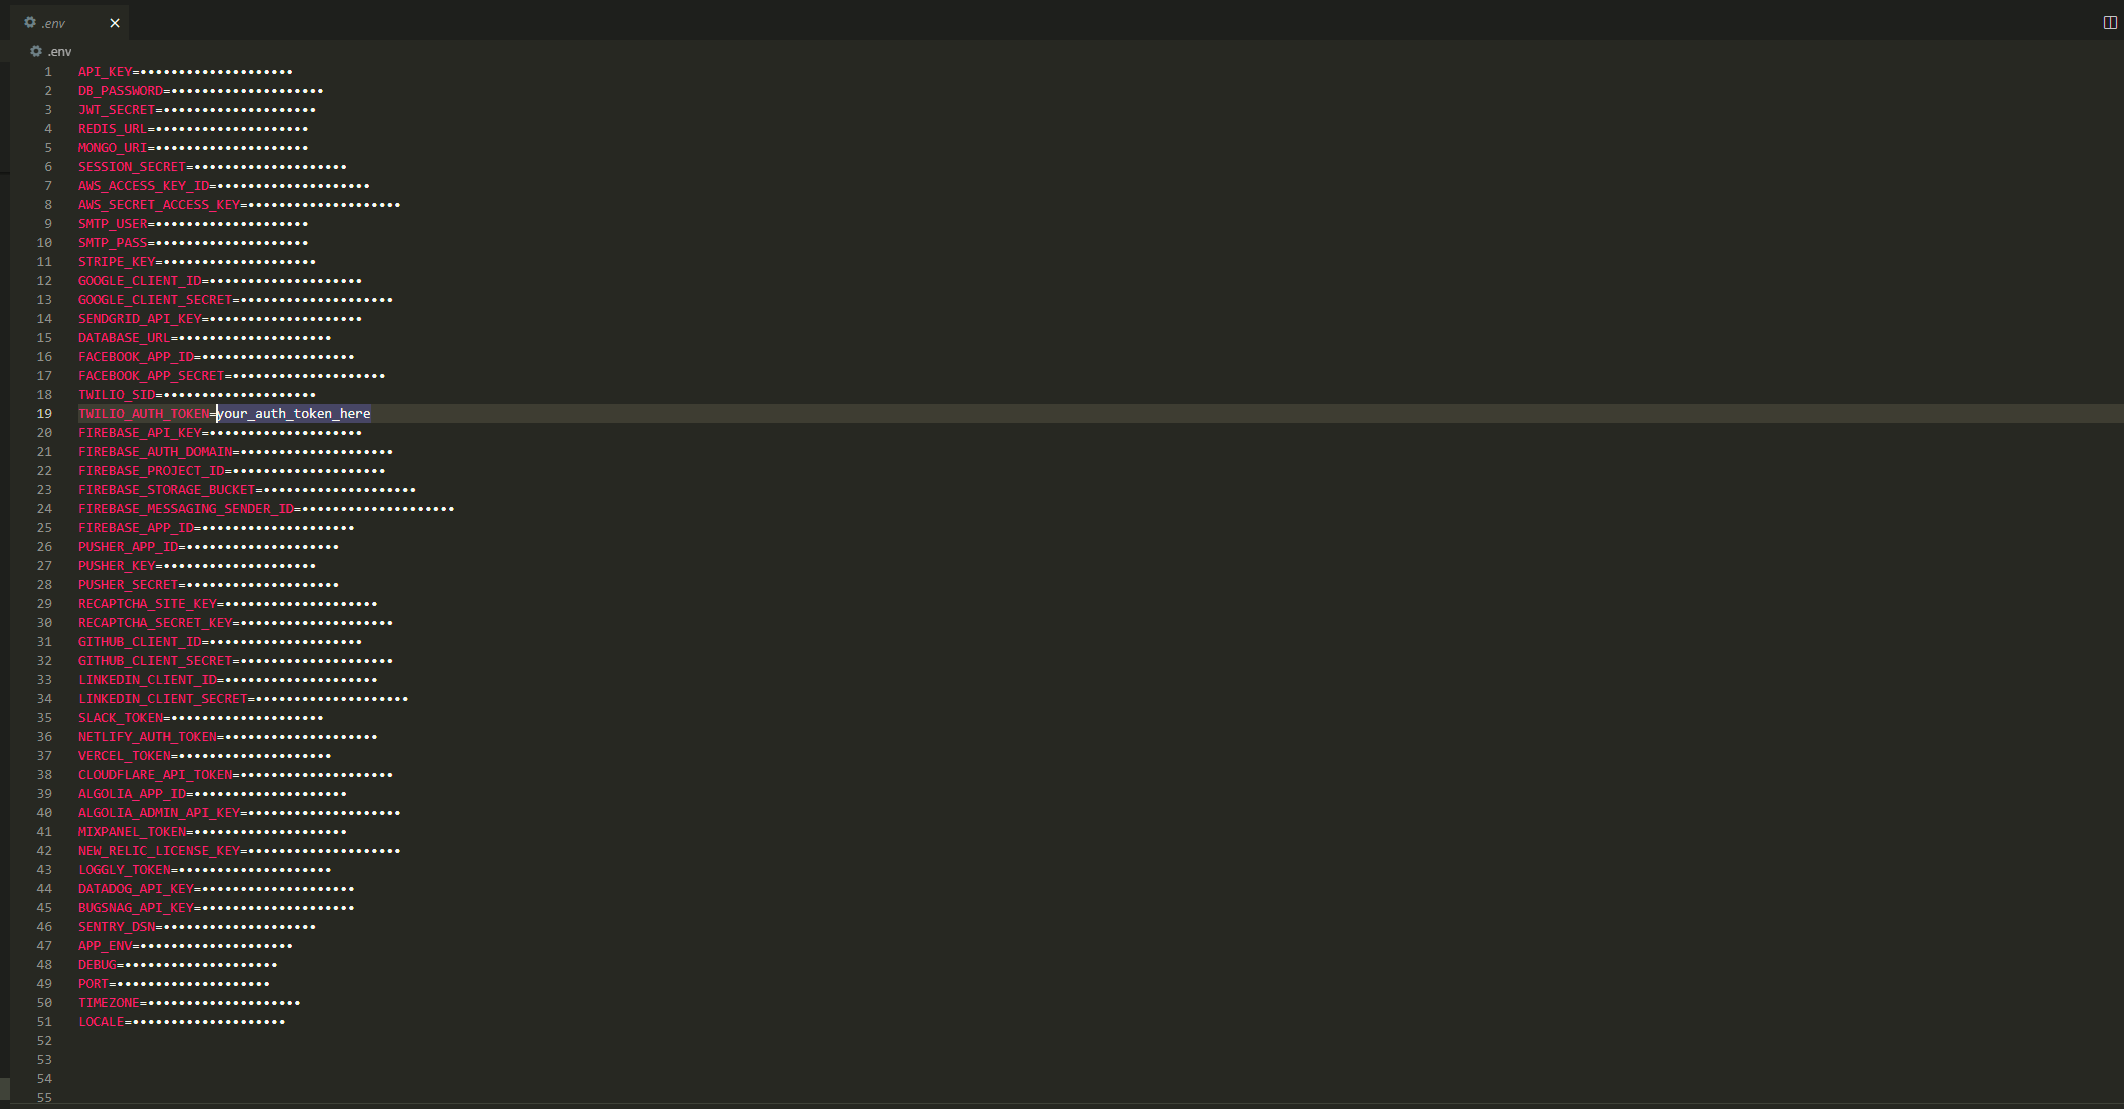 .env
.env
1 API_KEY=••••••••••••••••••••
2 DB_PASSWORD=••••••••••••••••••••
3 JWT_SECRET=••••••••••••••••••••
4 REDIS_URL=••••••••••••••••••••
5 MONGO_URI=••••••••••••••••••••
6 SESSION_SECRET=••••••••••••••••••••
7 AWS_ACCESS_KEY_ID=••••••••••••••••••••
8 AWS_SECRET_ACCESS_KEY=••••••••••••••••••••
9 SMTP_USER=••••••••••••••••••••
10 SMTP_PASS=••••••••••••••••••••
11 STRIPE_KEY=••••••••••••••••••••
12 GOOGLE_CLIENT_ID=••••••••••••••••••••
13 GOOGLE_CLIENT_SECRET=••••••••••••••••••••
14 SENDGRID_API_KEY=••••••••••••••••••••
15 DATABASE_URL=••••••••••••••••••••
16 FACEBOOK_APP_ID=••••••••••••••••••••
17 FACEBOOK_APP_SECRET=••••••••••••••••••••
18 TWILIO_SID=••••••••••••••••••••
19 TWILIO_AUTH_TOKEN=your_auth_token_here
20 FIREBASE_API_KEY=••••••••••••••••••••
21 FIREBASE_AUTH_DOMAIN=••••••••••••••••••••
22 FIREBASE_PROJECT_ID=••••••••••••••••••••
23 FIREBASE_STORAGE_BUCKET=••••••••••••••••••••
24 FIREBASE_MESSAGING_SENDER_ID=••••••••••••••••••••
25 FIREBASE_APP_ID=••••••••••••••••••••
26 PUSHER_APP_ID=••••••••••••••••••••
27 PUSHER_KEY=••••••••••••••••••••
28 PUSHER_SECRET=••••••••••••••••••••
29 RECAPTCHA_SITE_KEY=••••••••••••••••••••
30 RECAPTCHA_SECRET_KEY=••••••••••••••••••••
31 GITHUB_CLIENT_ID=••••••••••••••••••••
32 GITHUB_CLIENT_SECRET=••••••••••••••••••••
33 LINKEDIN_CLIENT_ID=••••••••••••••••••••
34 LINKEDIN_CLIENT_SECRET=••••••••••••••••••••
35 SLACK_TOKEN=••••••••••••••••••••
36 NETLIFY_AUTH_TOKEN=••••••••••••••••••••
37 VERCEL_TOKEN=••••••••••••••••••••
38 CLOUDFLARE_API_TOKEN=••••••••••••••••••••
39 ALGOLIA_APP_ID=••••••••••••••••••••
40 ALGOLIA_ADMIN_API_KEY=••••••••••••••••••••
41 MIXPANEL_TOKEN=••••••••••••••••••••
42 NEW_RELIC_LICENSE_KEY=••••••••••••••••••••
43 LOGGLY_TOKEN=••••••••••••••••••••
44 DATADOG_API_KEY=••••••••••••••••••••
45 BUGSNAG_API_KEY=••••••••••••••••••••
46 SENTRY_DSN=••••••••••••••••••••
47 APP_ENV=••••••••••••••••••••
48 DEBUG=••••••••••••••••••••
49 PORT=••••••••••••••••••••
50 TIMEZONE=••••••••••••••••••••
51 LOCALE=••••••••••••••••••••
52
53
54
55